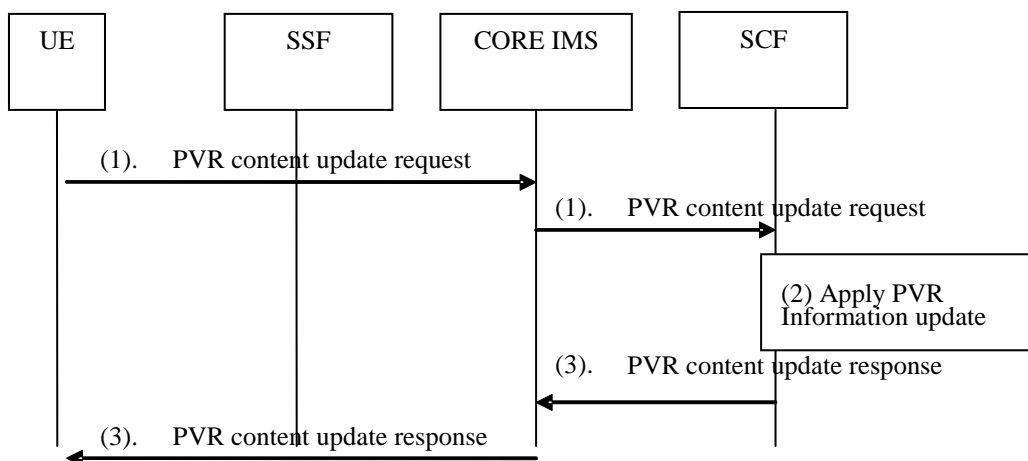 UE
SSF
CORE IMS
SCF
(1). PVR content update request
(1). PVR content update request
(2) Apply PVR
Information update
(3). PVR content update response
(3). PVR content update response